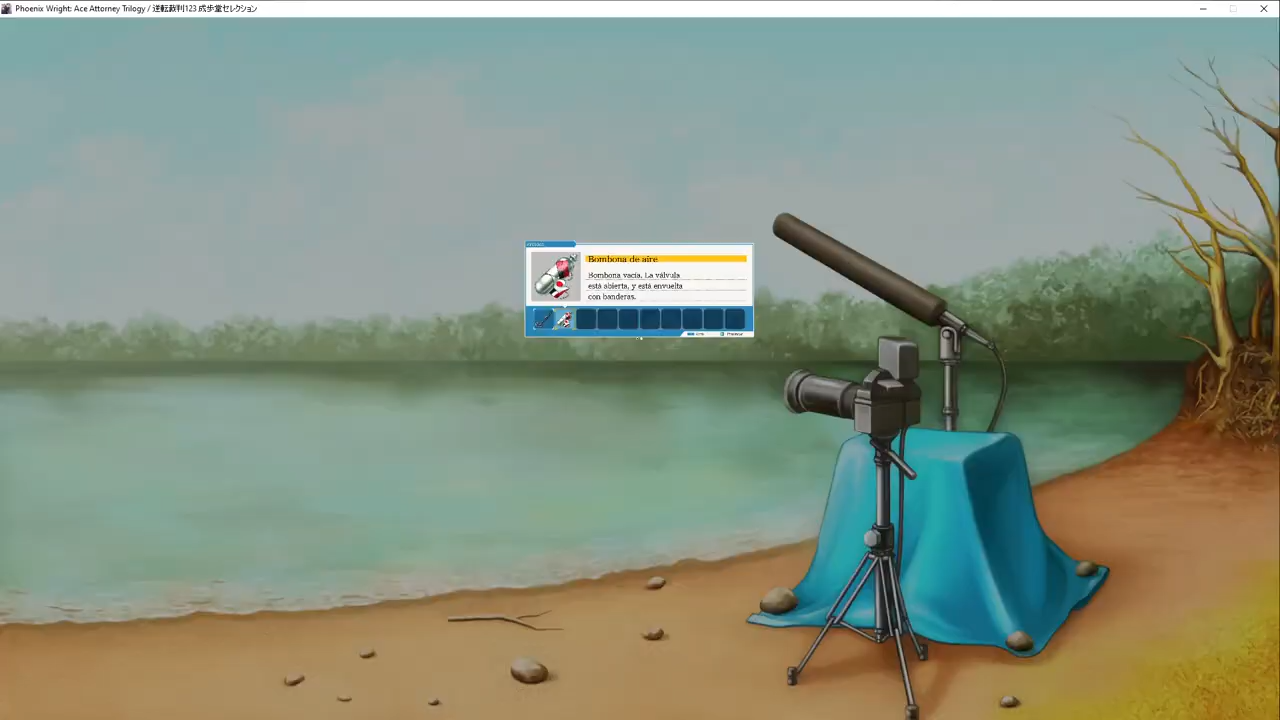 Phoenix Wright: Ace Attorney Trilogy / 逆転裁判123 成歩堂セレクション
Bombona de aire
Bombona vacía. La válvula
está abierta, y está envuelta
con banderas.